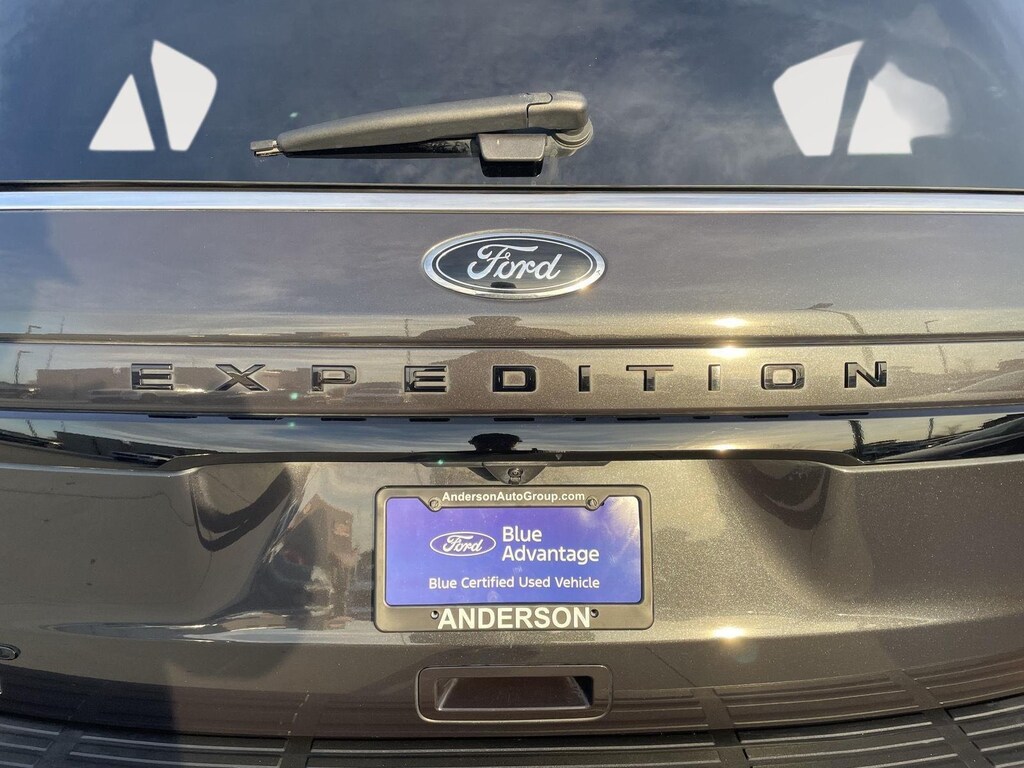 Ford
EXPEDITION
AndersonAutoGroup.com
Ford
Blue
Advantage
Blue Certified Used Vehicle
ANDERSON